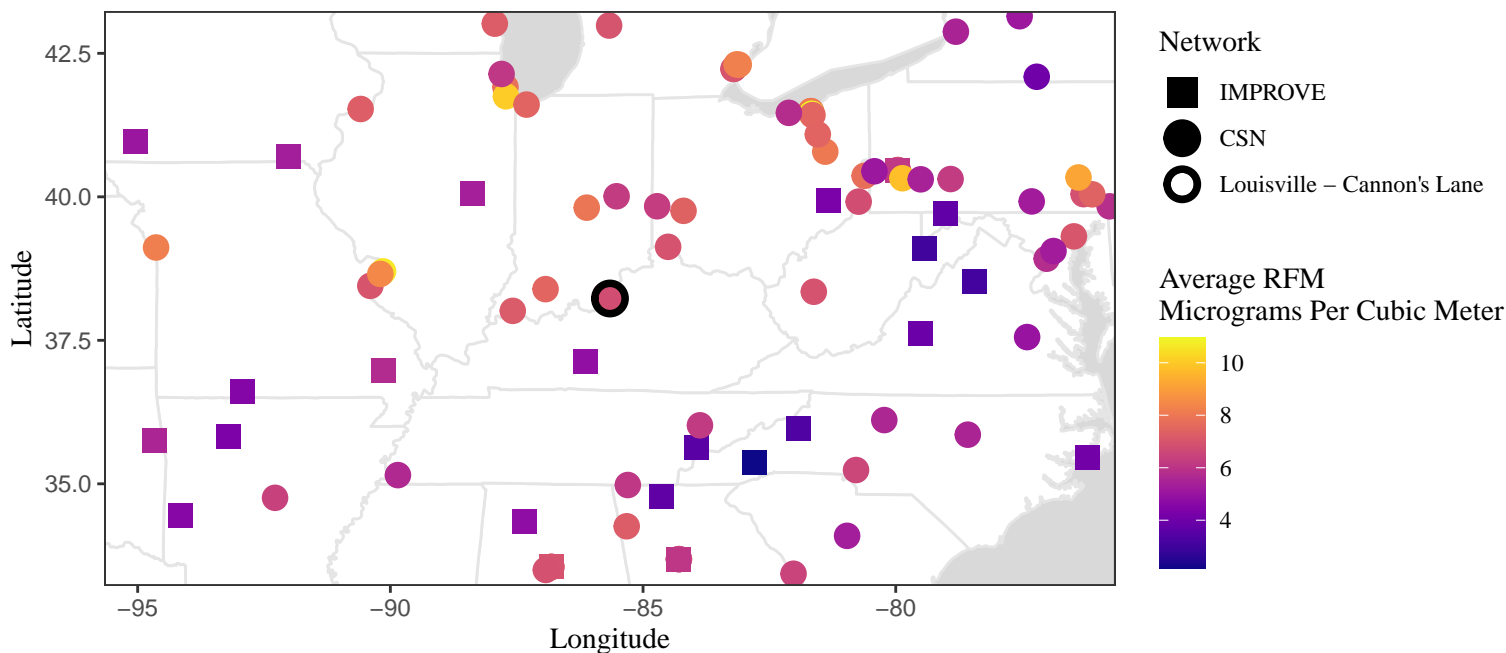 42.5
40.0
37.5
35.0
Latitude
−95
−90
−85
−80
Longitude
Network
IMPROVE
CSN
Louisville − Cannon's Lane
Average RFM
Micrograms Per Cubic Meter
10
8
6
4